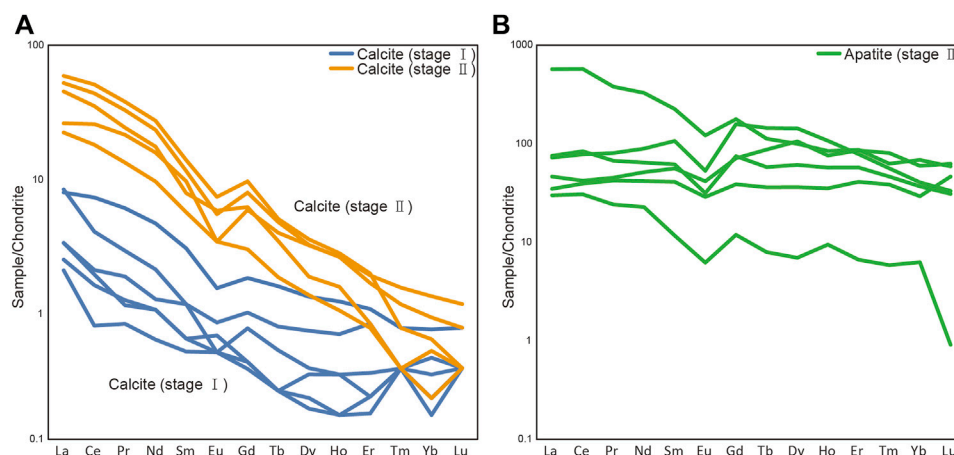 A
100
10
1
0.1
Sample/Chondrite
Calcite (stage Ⅰ)
Calcite (stage Ⅱ)
Calcite (stage Ⅱ)
Calcite (stage Ⅰ)
La Ce Pr Nd Sm Eu Gd Tb Dy Ho Er Tm Yb Lu
B
1000
100
10
1
0.1
Sample/Chondrite
Apatite (stage Ⅱ
La Ce Pr Nd Sm Eu Gd Tb Dy Ho Er Tm Yb Lu